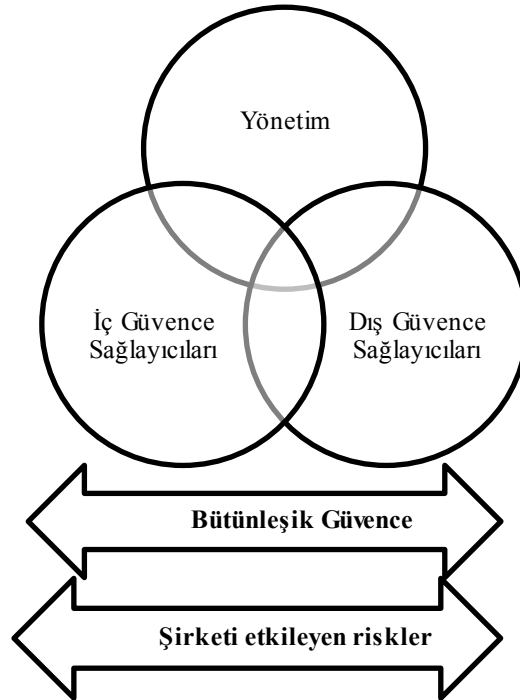 Yönetim
İç Güvence
Sağlayıcıları
Dış Güvence
Sağlayıcıları
Bütünleşik Güvence
Şirketi etkileyen riskler